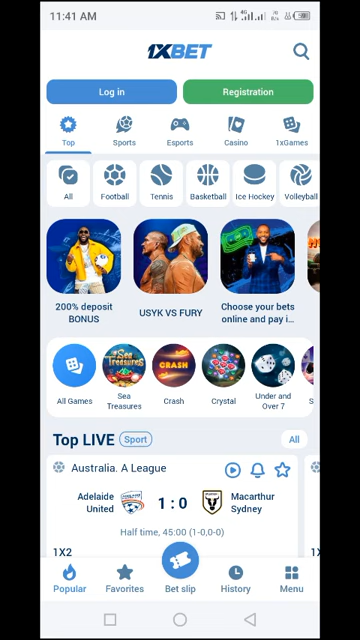 11:41 AM
1XBET
Log in
Registration
Top
Sports
Esports
Casino
1xGames
All
Football
Tennis
Basketball
Ice Hockey
Volleyball
200% deposit
BONUS
USYK VS FURY
Choose your bets
online and pay i...
CRASH
All Games
Sea
Treasures
Crash
Crystal
Under and
Over 7
S
Top LIVE
Sport
All
Australia. A League
Adelaide
United
1 : 0
Macarthur
Sydney
Half time, 45:00 (1-0,0-0)
1X2
1X
Popular
Favorites
Bet slip
History
Menu